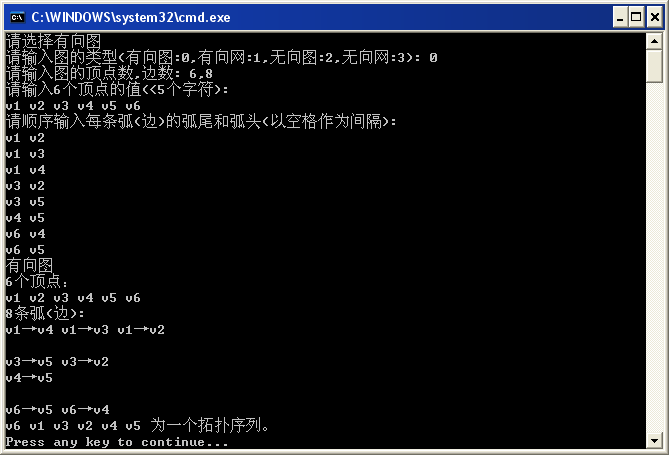 C:\WINDOWS\system32\cmd.exe
请选择有向图
请输入图的类型(有向图:0,有向网:1,无向图:2,无向网:3): 0
请输入图的顶点数,边数: 6,8
请输入6个顶点的值(<5个字符):
v1 v2 v3 v4 v5 v6
请顺序输入每条弧(边)的弧尾和弧头(以空格作为间隔):
v1 v2
v1 v3
v1 v4
v3 v2
v3 v5
v4 v5
v6 v4
v6 v5
有向图
6个顶点:
v1 v2 v3 v4 v5 v6
8条弧(边):
v1→v4 v1→v3 v1→v2
v3→v5 v3→v2
v4→v5
v6→v5 v6→v4
v6 v1 v3 v2 v4 v5 为一个拓扑序列。
Press any key to continue...